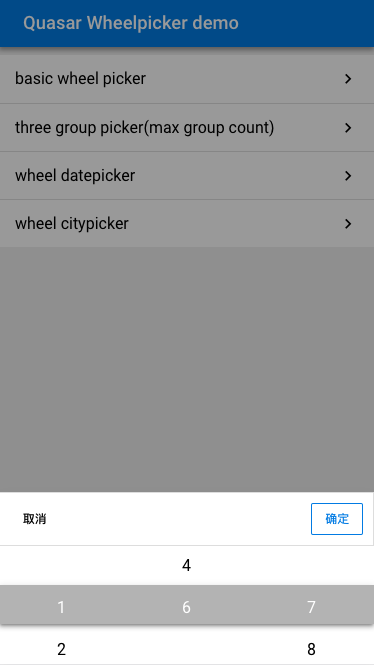 Quasar Wheelpicker demo
basic wheel picker
three group picker(max group count)
wheel datepicker
wheel citypicker
取消 确定
4
1 6 7
2 8